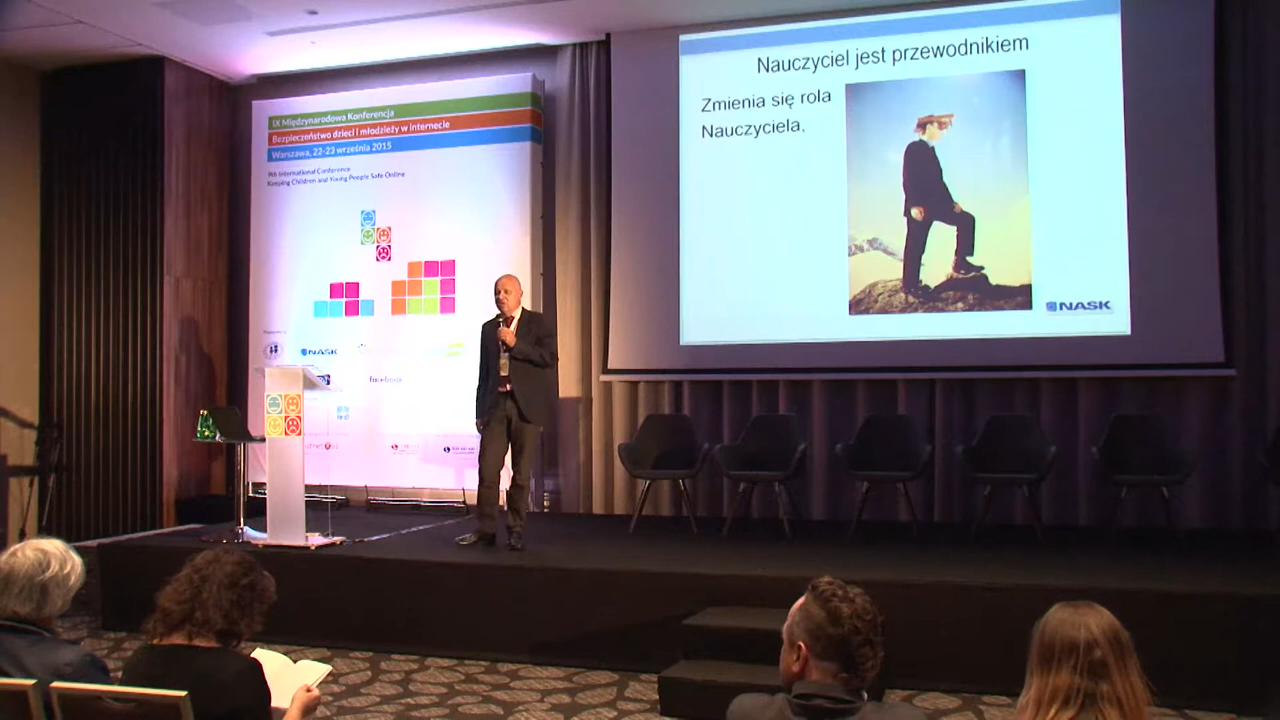 IX Międzynarodowa Konferencja
Bezpieczeństwo dzieci i młodzieży w internecie
Warszawa, 22-23 września 2015
9th International Conference
Keeping Children and Young People Safe Online
NASK
facebook
Nauczyciel jest przewodnikiem
Zmienia się rola
Nauczyciela,
NASK